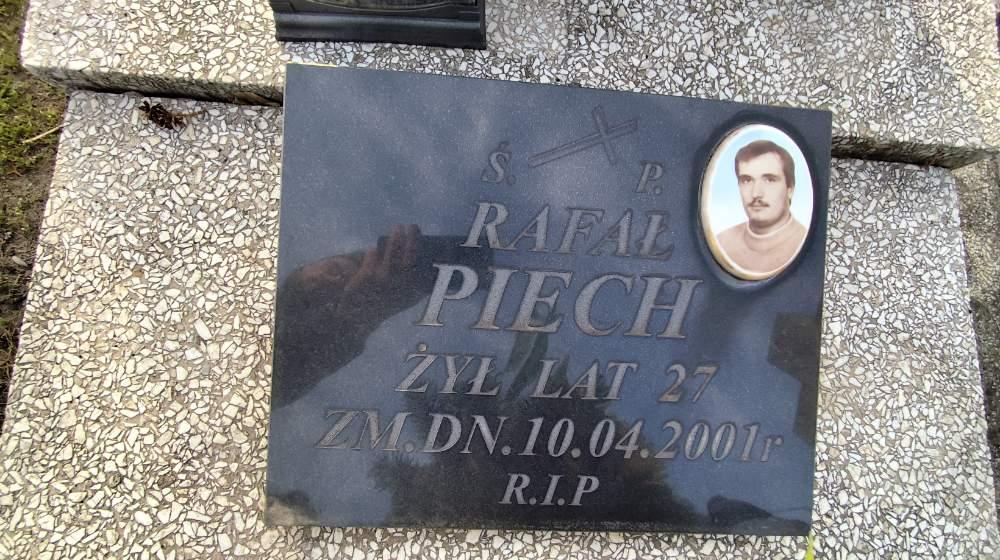 Ś. P.
RAFAŁ
PIECH
ŻYŁ LAT 27
ZM.DN.10.04.2001r
R.I.P